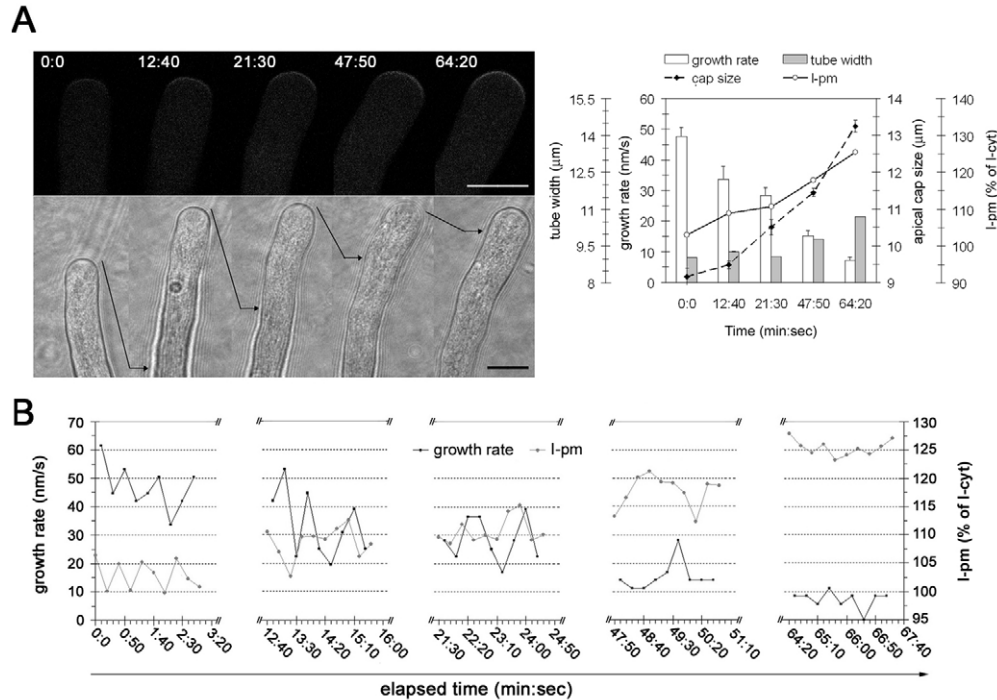 A
0:0 12:40 21:30 47:50 64:20
growth rate tube width
cap size I-pm
tube width (μm)
15.5
14
12.5
11
9.5
8
growth rate (nm/s)
60
50
40
30
20
10
0
14
13
12
11
10
9
apical cap size (μm)
140
130
120
110
100
90
I-pm (% of I-cyt)
0:0 12:40 21:30 47:50 64:20
Time (min:sec)
B
growth rate (nm/s)
70
60
50
40
30
20
10
0
growth rate I-pm
130
125
120
115
110
105
100
95
I-pm (% of I-cyt)
0:0 0:50 1:40 2:30 3:20
12:40 13:30 14:20 15:10 16:00
21:30 22:20 23:10 24:00 24:50
47:50 48:40 49:30 50:20 51:10
64:20 65:10 66:00 66:50 67:40
elapsed time (min:sec)